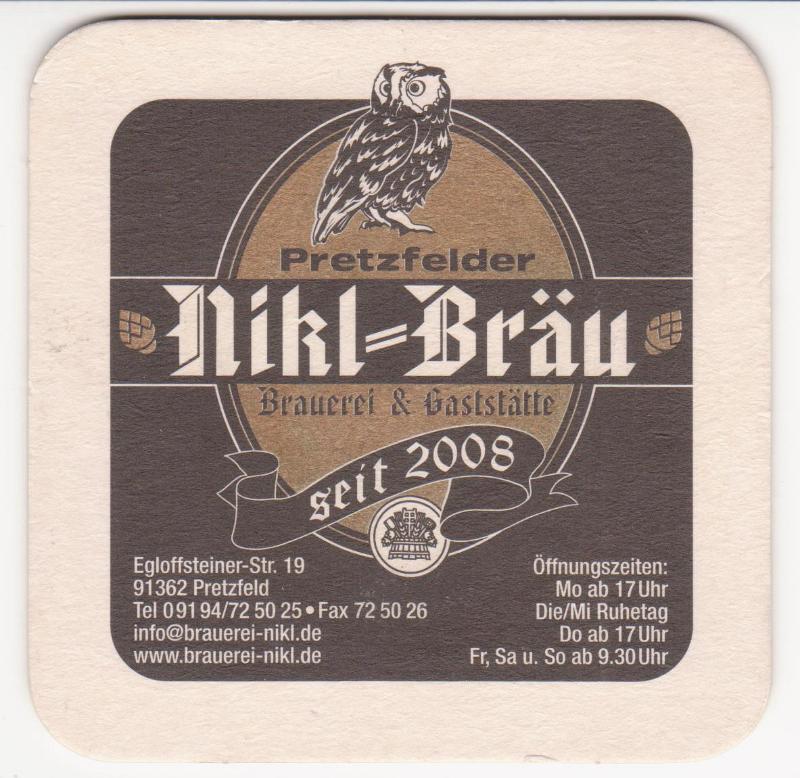 Pretzfelder
Nikl-Bräu
Brauerei & Gaststätte
seit 2008
Egloffsteiner-Str. 19
91362 Pretzfeld
Tel 0 91 94/72 50 25 • Fax 72 50 26
info@brauerei-nikl.de
www.brauerei-nikl.de
Öffnungszeiten:
Mo ab 17 Uhr
Die/Mi Ruhetag
Do ab 17 Uhr
Fr, Sa u. So ab 9.30 Uhr